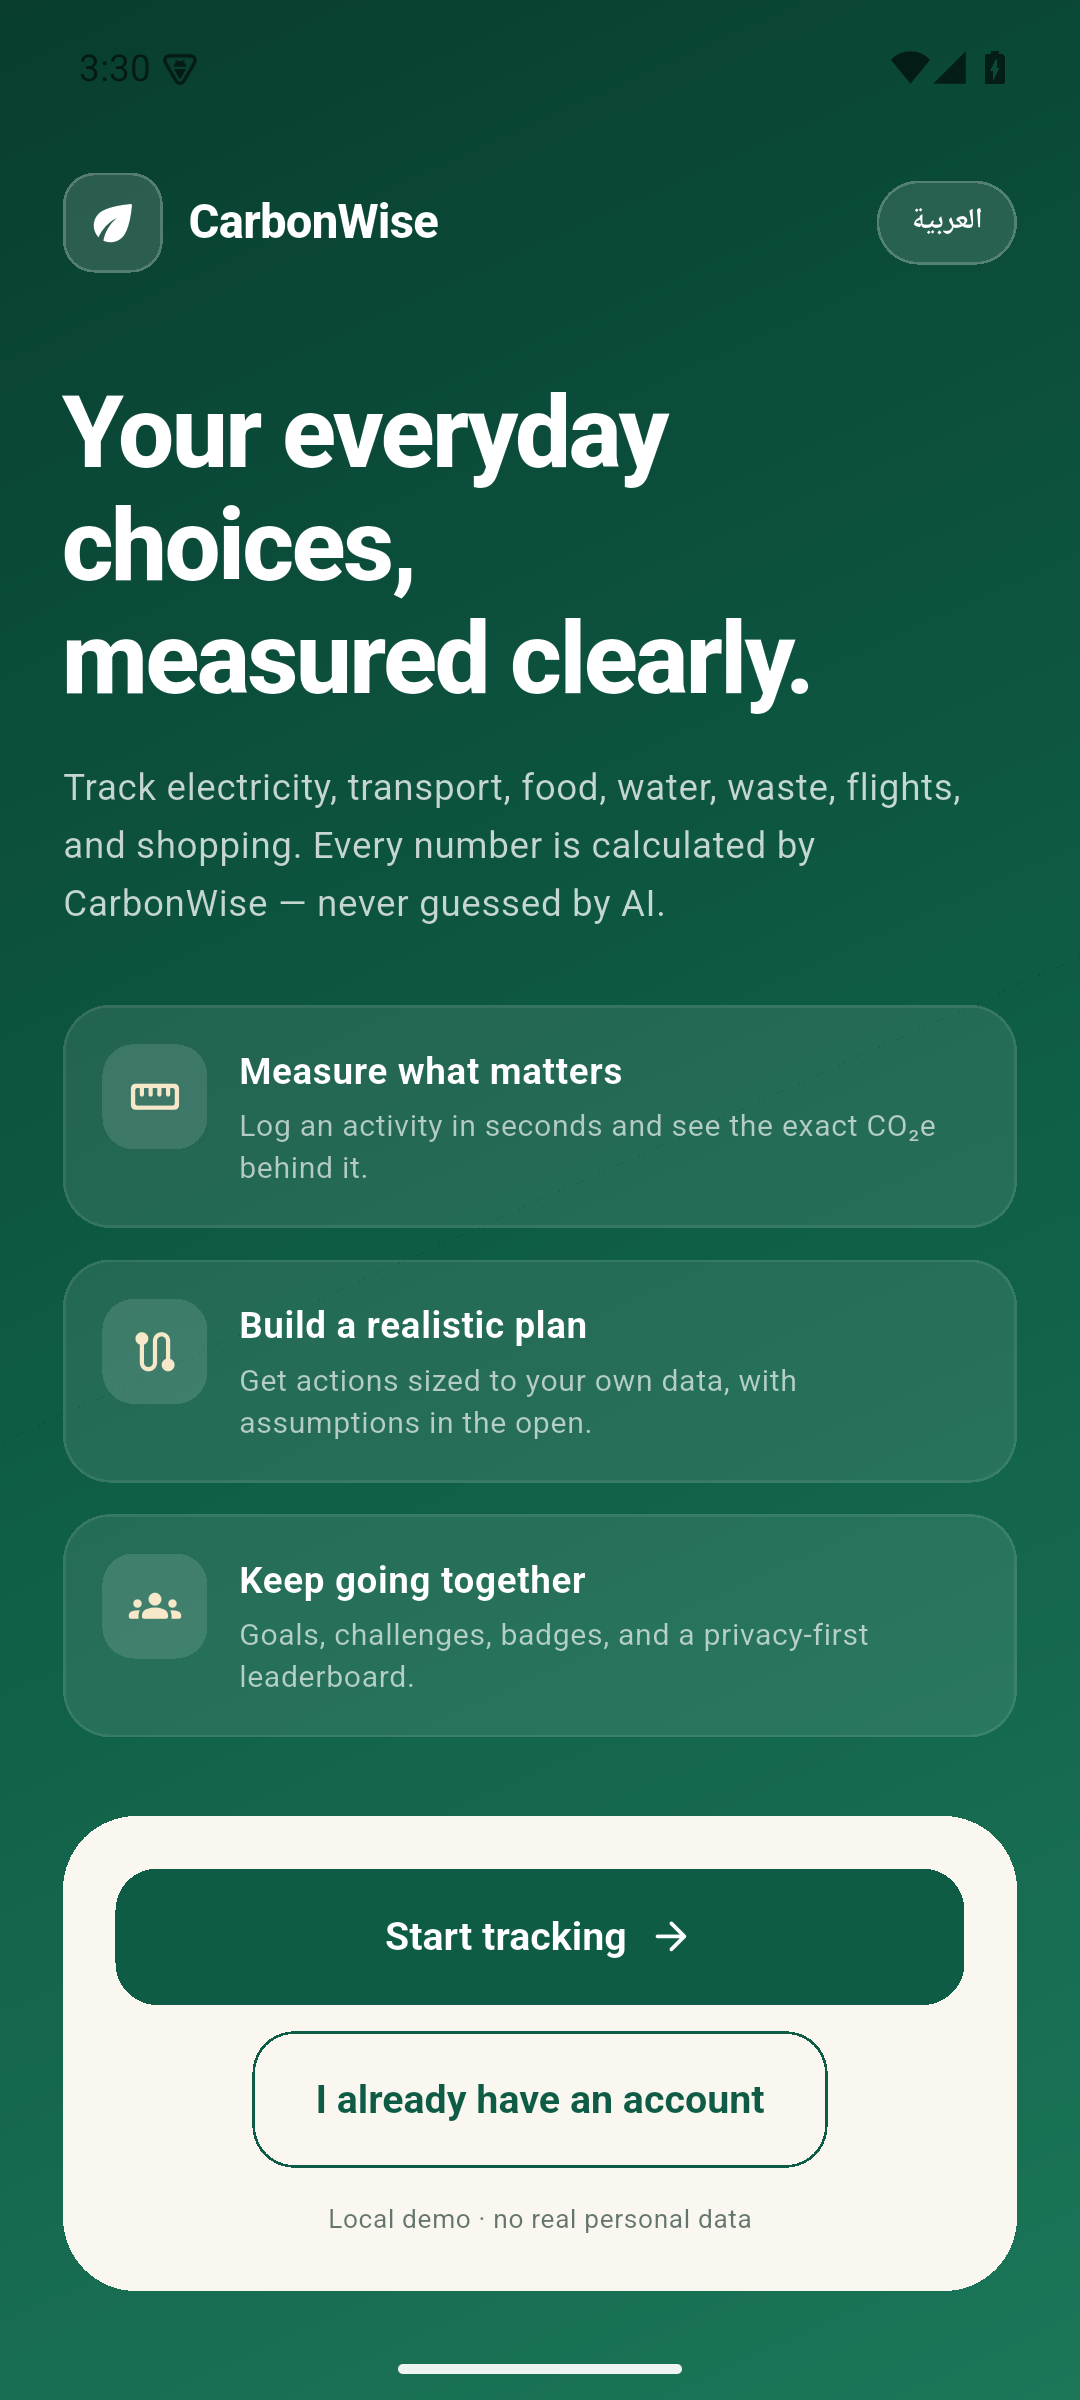 3:30
CarbonWise
العربية
Your everyday
choices,
measured clearly.
Track electricity, transport, food, water, waste, flights,
and shopping. Every number is calculated by
CarbonWise — never guessed by AI.
Measure what matters
Log an activity in seconds and see the exact CO₂e
behind it.
Build a realistic plan
Get actions sized to your own data, with
assumptions in the open.
Keep going together
Goals, challenges, badges, and a privacy-first
leaderboard.
Start tracking
I already have an account
Local demo · no real personal data